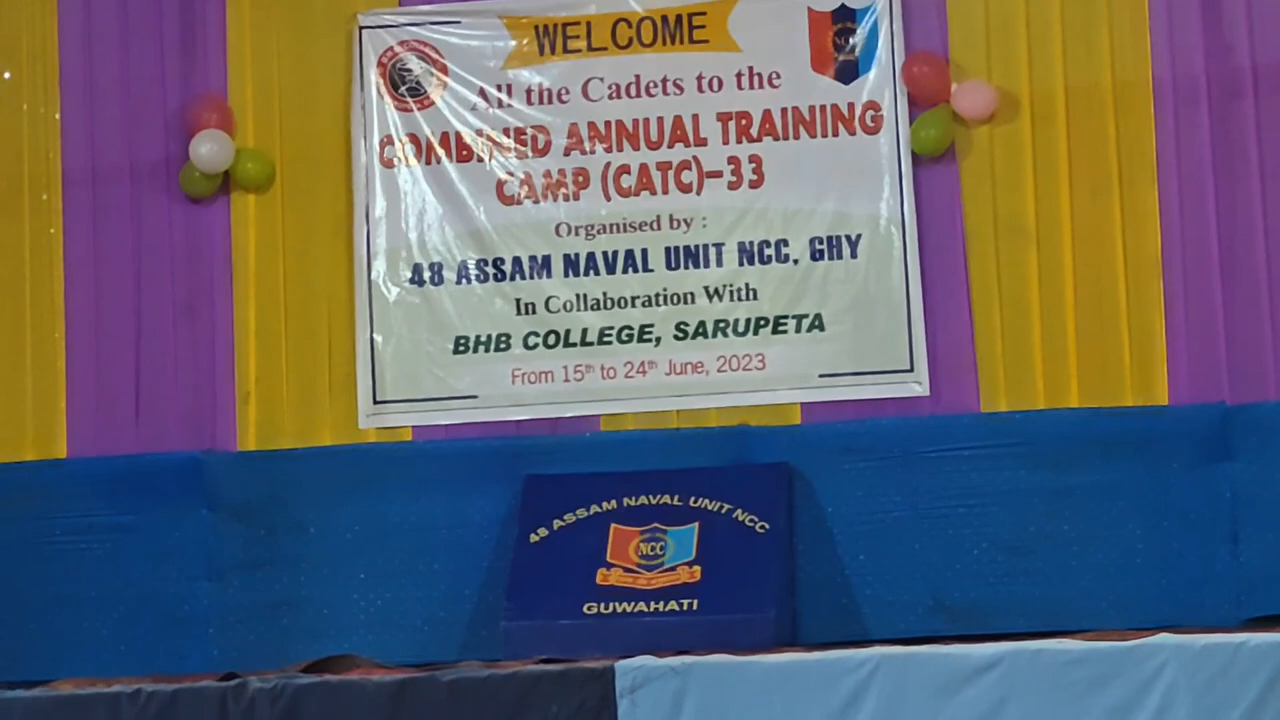 WELCOME
All the Cadets to the
COMBINED ANNUAL TRAINING
CAMP (CATC)-33
Organised by :
48 ASSAM NAVAL UNIT NCC, GHY
In Collaboration With
BHB COLLEGE, SARUPETA
From 15th to 24th June, 2023
48 ASSAM NAVAL UNIT NCC
NCC
GUWAHATI